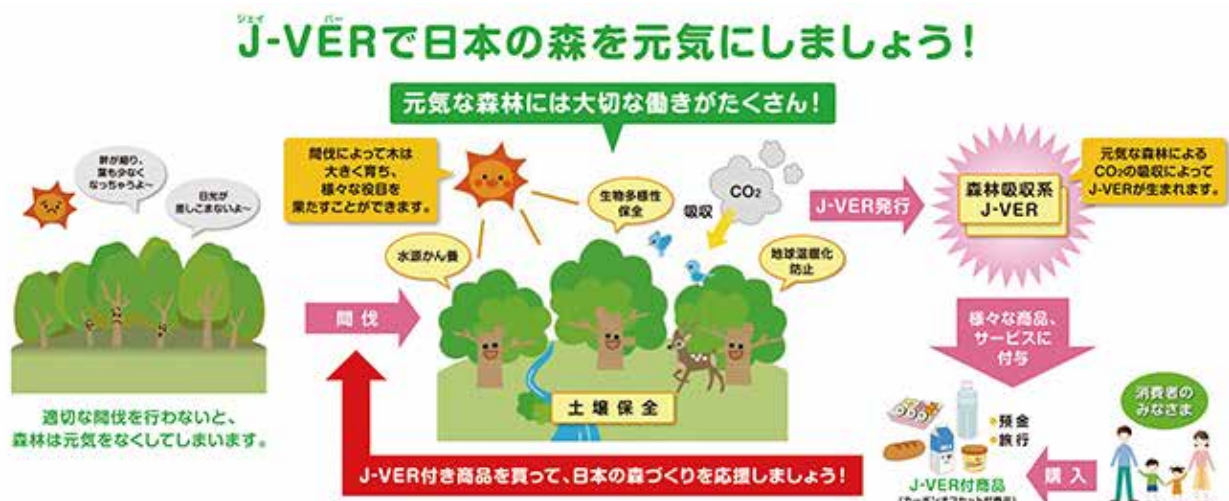 ジェイ バー
J-VERで日本の森を元気にしましょう！
元気な森林には大切な働きがたくさん！
幹が細り、
葉も少なく
なっちゃうよ〜
日光が
差しこまないよ〜
適切な間伐を行わないと、
森林は元気をなくしてしまいます。
間伐
間伐によって木は
大きく育ち、
様々な役目を
果たすことができます。
水源かん養
生物多様性
保全
吸収
CO₂
地球温暖化
防止
土壌保全
J-VER発行
森林吸収系
J-VER
元気な森林による
CO₂の吸収によって
J-VERが生まれます。
様々な商品、
サービスに
付与
預金
旅行
J-VER付商品
消費者の
みなさま
購入
J-VER付き商品を買って、日本の森づくりを応援しましょう！